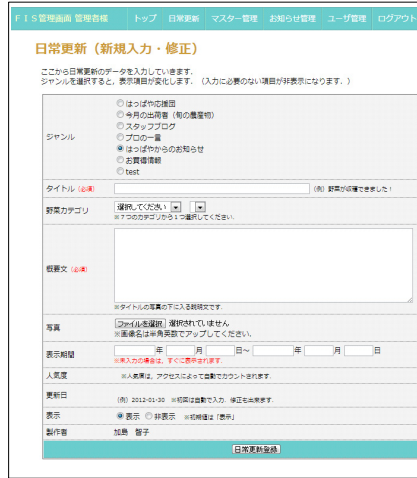 ＦＩＳ管理画面 管理者様 トップ 日常更新 マスター管理 お知らせ管理 ユーザ管理 ログアウト
日常更新（新規入力・修正）
ここから日常更新のデータを入力していきます．
ジャンルを選択すると，表示項目が変化します．（入力に必要のない項目が非表示になります．）
ジャンル
はっぱや応援団
今月の出荷者（旬の農産物）
スタッフブログ
プロの一言
はっぱやからのお知らせ
お買得情報
test
タイトル（必須） （例）野菜が収穫できました！
野菜カテゴリ 選択してください
※７つのカテゴリから１つ選択してください．
概要文（必須）
※タイトルの写真の下に入る説明文です．
写真 ファイルを選択 選択されていません
※画像名は半角英数でアップしてください．
表示期間 年 月 日～ 年 月 日
※未入力の場合は，すぐに表示されます．
人気度 ※人気度は，アクセスによって自動でカウントされます．
更新日
（例）2012-01-30 ※初回は自動で入力．修正も出来ます．
表示 表示 非表示 ※初期値は「表示」
製作者 加島 智子
日常更新登録